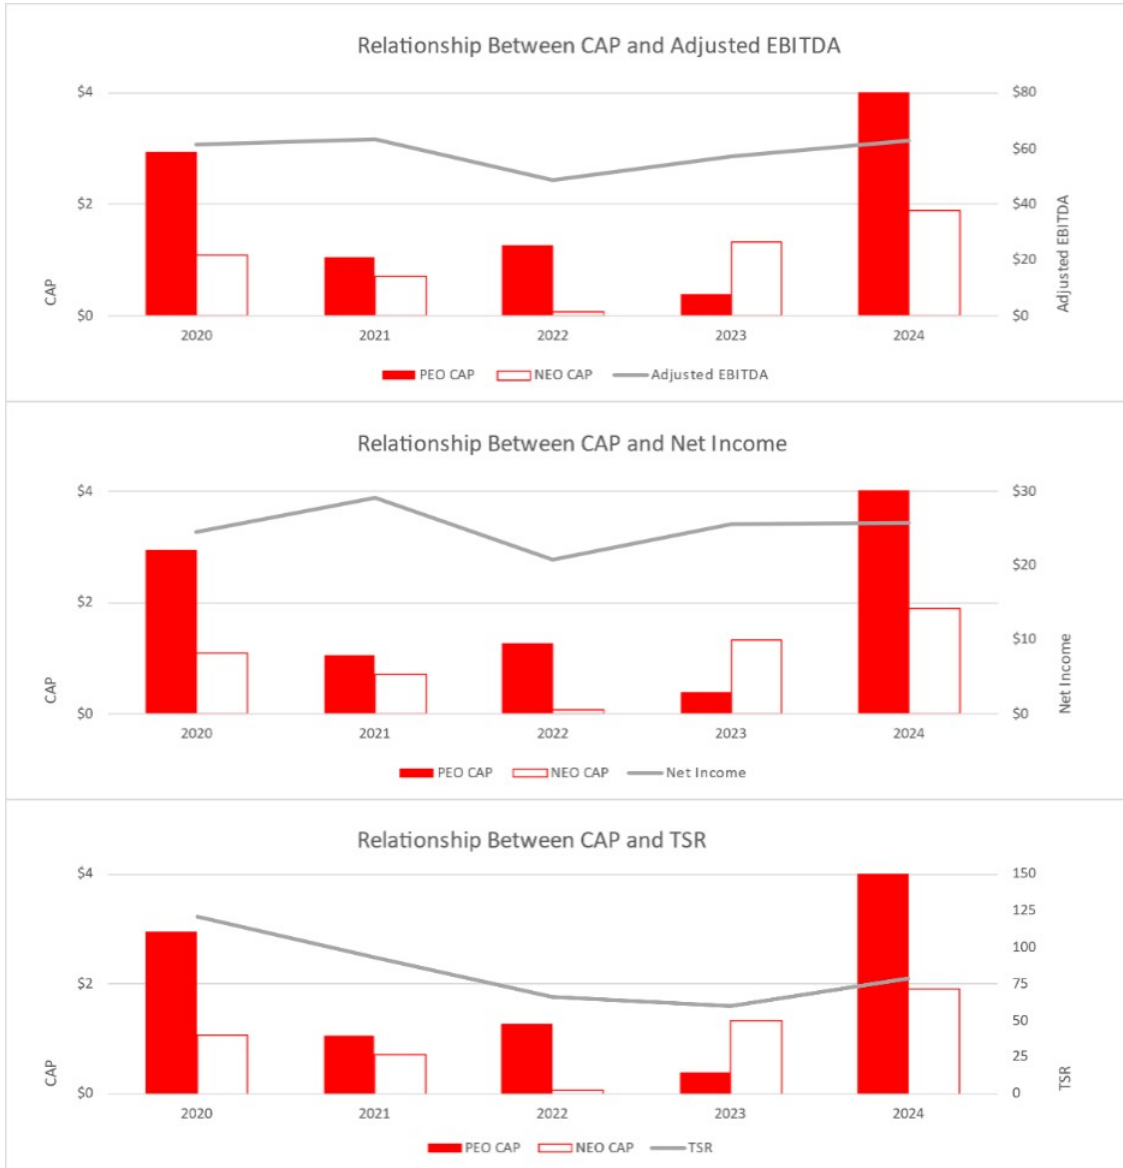 Relationship Between CAP and Adjusted EBITDA
$4 $80
$60
$2 $40
$20
$0 $0
CAP
Adjusted EBITDA
2020 2021 2022 2023 2024
PEO CAP NEO CAP Adjusted EBITDA
Relationship Between CAP and Net Income
$4 $30
$20
$2
$10
$0 $0
CAP
Net Income
2020 2021 2022 2023 2024
PEO CAP NEO CAP Net Income
Relationship Between CAP and TSR
$4 150
125
100
$2 75
50
25
$0 0
CAP
TSR
2020 2021 2022 2023 2024
PEO CAP NEO CAP TSR